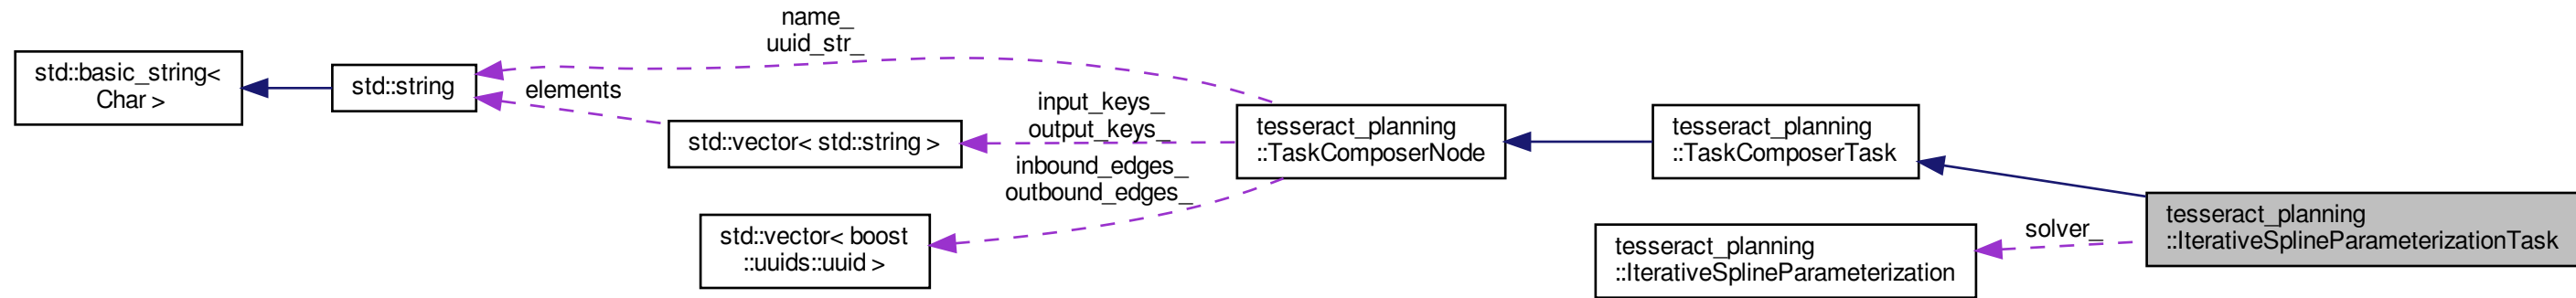 std::basic_string<
Char >
std::string
name_
uuid_str_
elements
std::vector< std::string >
input_keys_
output_keys_
inbound_edges_
outbound_edges_
std::vector< boost
::uuids::uuid >
tesseract_planning
::TaskComposerNode
tesseract_planning
::TaskComposerTask
tesseract_planning
::IterativeSplineParameterization
solver_
tesseract_planning
::IterativeSplineParameterizationTask